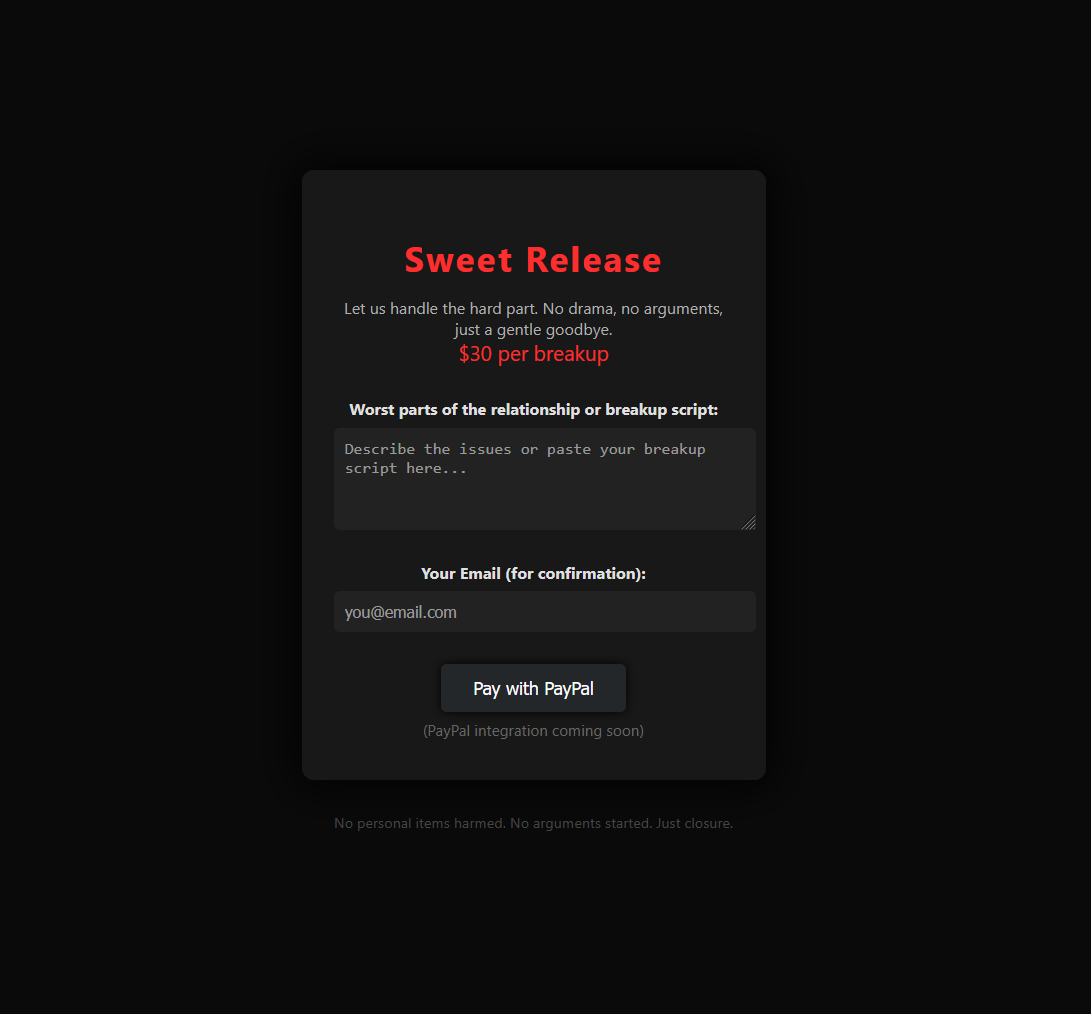 Sweet Release
Let us handle the hard part. No drama, no arguments,
just a gentle goodbye.
$30 per breakup
Worst parts of the relationship or breakup script:
Describe the issues or paste your breakup
script here...
Your Email (for confirmation):
you@email.com
Pay with PayPal
(PayPal integration coming soon)
No personal items harmed. No arguments started. Just closure.